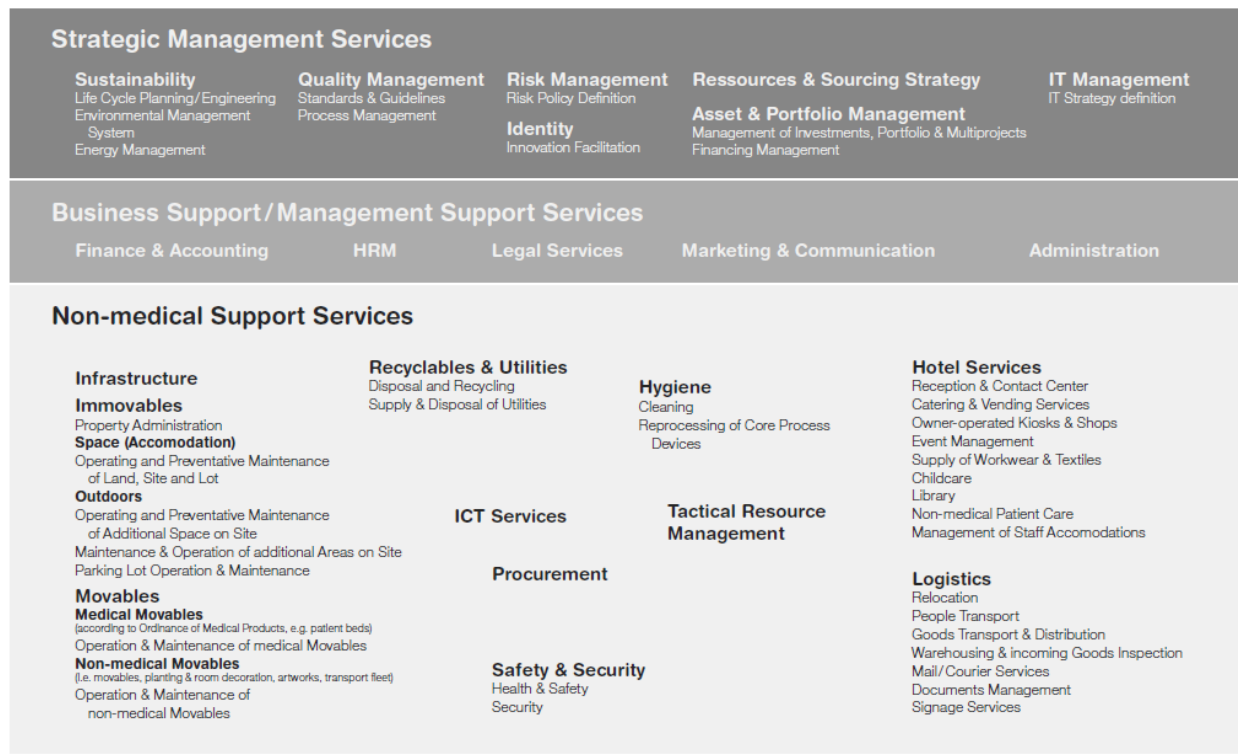 Strategic Management Services
Sustainability
Life Cycle Planning/Engineering
Environmental Management
System
Energy Management
Quality Management
Standards & Guidelines
Process Management
Risk Management
Risk Policy Definition
Identity
Innovation Facilitation
Ressources & Sourcing Strategy
Asset & Portfolio Management
Management of Investments, Portfolio & Multiprojects
Financing Management
IT Management
IT Strategy definition
Business Support/Management Support Services
Finance & Accounting
HRM
Legal Services
Marketing & Communication
Administration
Non-medical Support Services
Infrastructure
Immovables
Property Administration
Space (Accomodation)
Operating and Preventative Maintenance
of Land, Site and Lot
Outdoors
Operating and Preventative Maintenance
of Additional Space on Site
Maintenance & Operation of additional Areas on Site
Parking Lot Operation & Maintenance
Movables
Medical Movables
(according to Ordinance of Medical Products, e.g. patient beds)
Operation & Maintenance of medical Movables
Non-medical Movables
(i.e. movables, planting & room decoration, artworks, transport fleet)
Operation & Maintenance of
non-medical Movables
Recyclables & Utilities
Disposal and Recycling
Supply & Disposal of Utilities
ICT Services
Procurement
Safety & Security
Health & Safety
Security
Hygiene
Cleaning
Reprocessing of Core Process
Devices
Tactical Resource
Management
Hotel Services
Reception & Contact Center
Catering & Vending Services
Owner-operated Kiosks & Shops
Event Management
Supply of Workwear & Textiles
Childcare
Library
Non-medical Patient Care
Management of Staff Accomodations
Logistics
Relocation
People Transport
Goods Transport & Distribution
Warehousing & incoming Goods Inspection
Mail/Courier Services
Documents Management
Signage Services